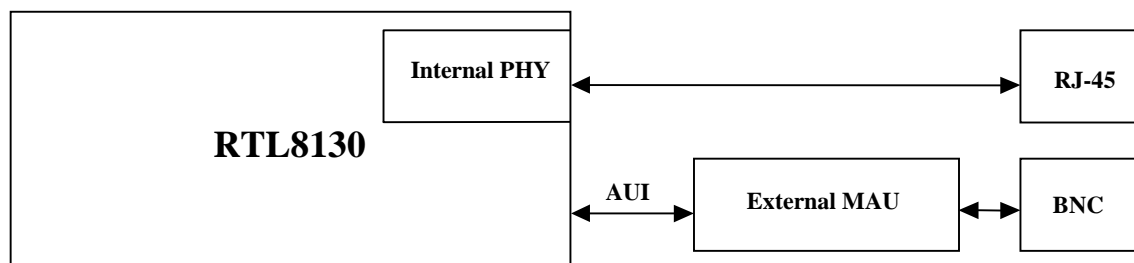 Internal PHY
RJ-45
RTL8130
AUI
External MAU
BNC